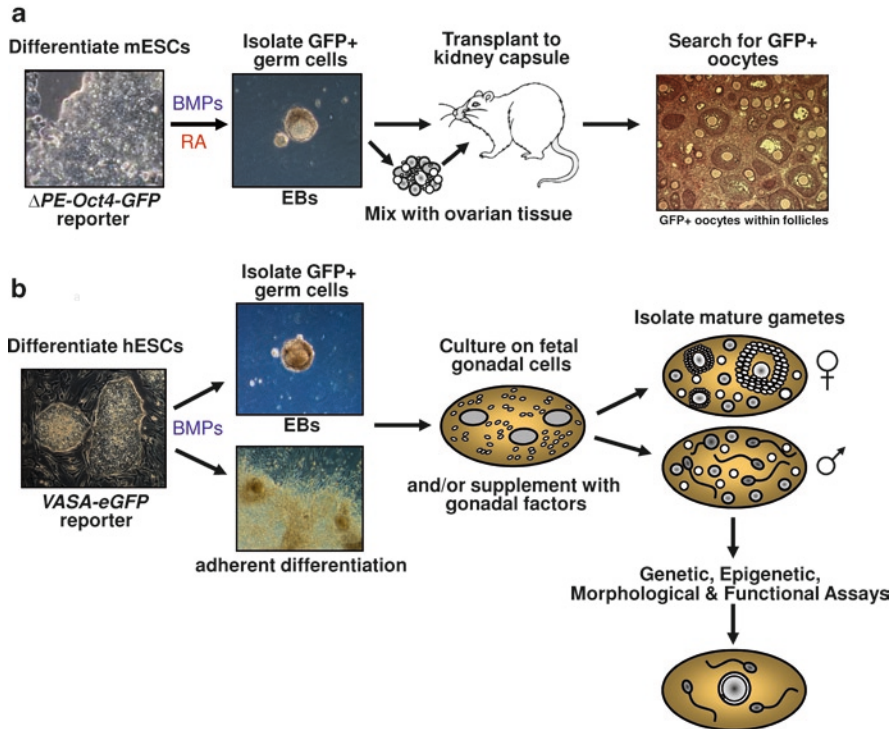 a
Differentiate mESCs
ΔPE-Oct4-GFP
reporter
BMPs
RA
Isolate GFP+
germ cells
EBs
Mix with ovarian tissue
Transplant to
kidney capsule
Search for GFP+
oocytes
GFP+ oocytes within follicles
b
a
Differentiate hESCs
VASA-eGFP
reporter
BMPs
Isolate GFP+
germ cells
EBs
adherent differentiation
Culture on fetal
gonadal cells
and/or supplement with
gonadal factors
Isolate mature gametes
♀
♂
Genetic, Epigenetic,
Morphological & Functional Assays